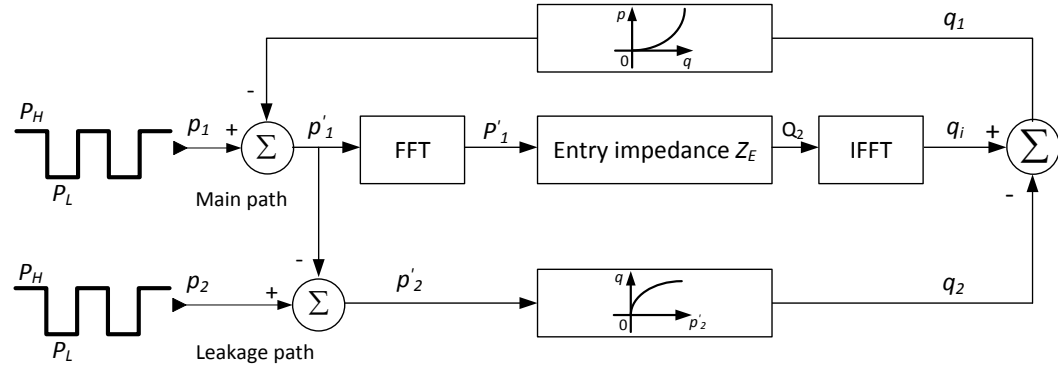 p
0
q
q1
-
PH
p1
+
Σ
p'1
FFT
P'1
Entry impedance ZE
Q2
IFFT
qi
+
Σ
PL
Main path
-
-
PH
p2
+
Σ
p'2
q
0
p'2
q2
PL
Leakage path